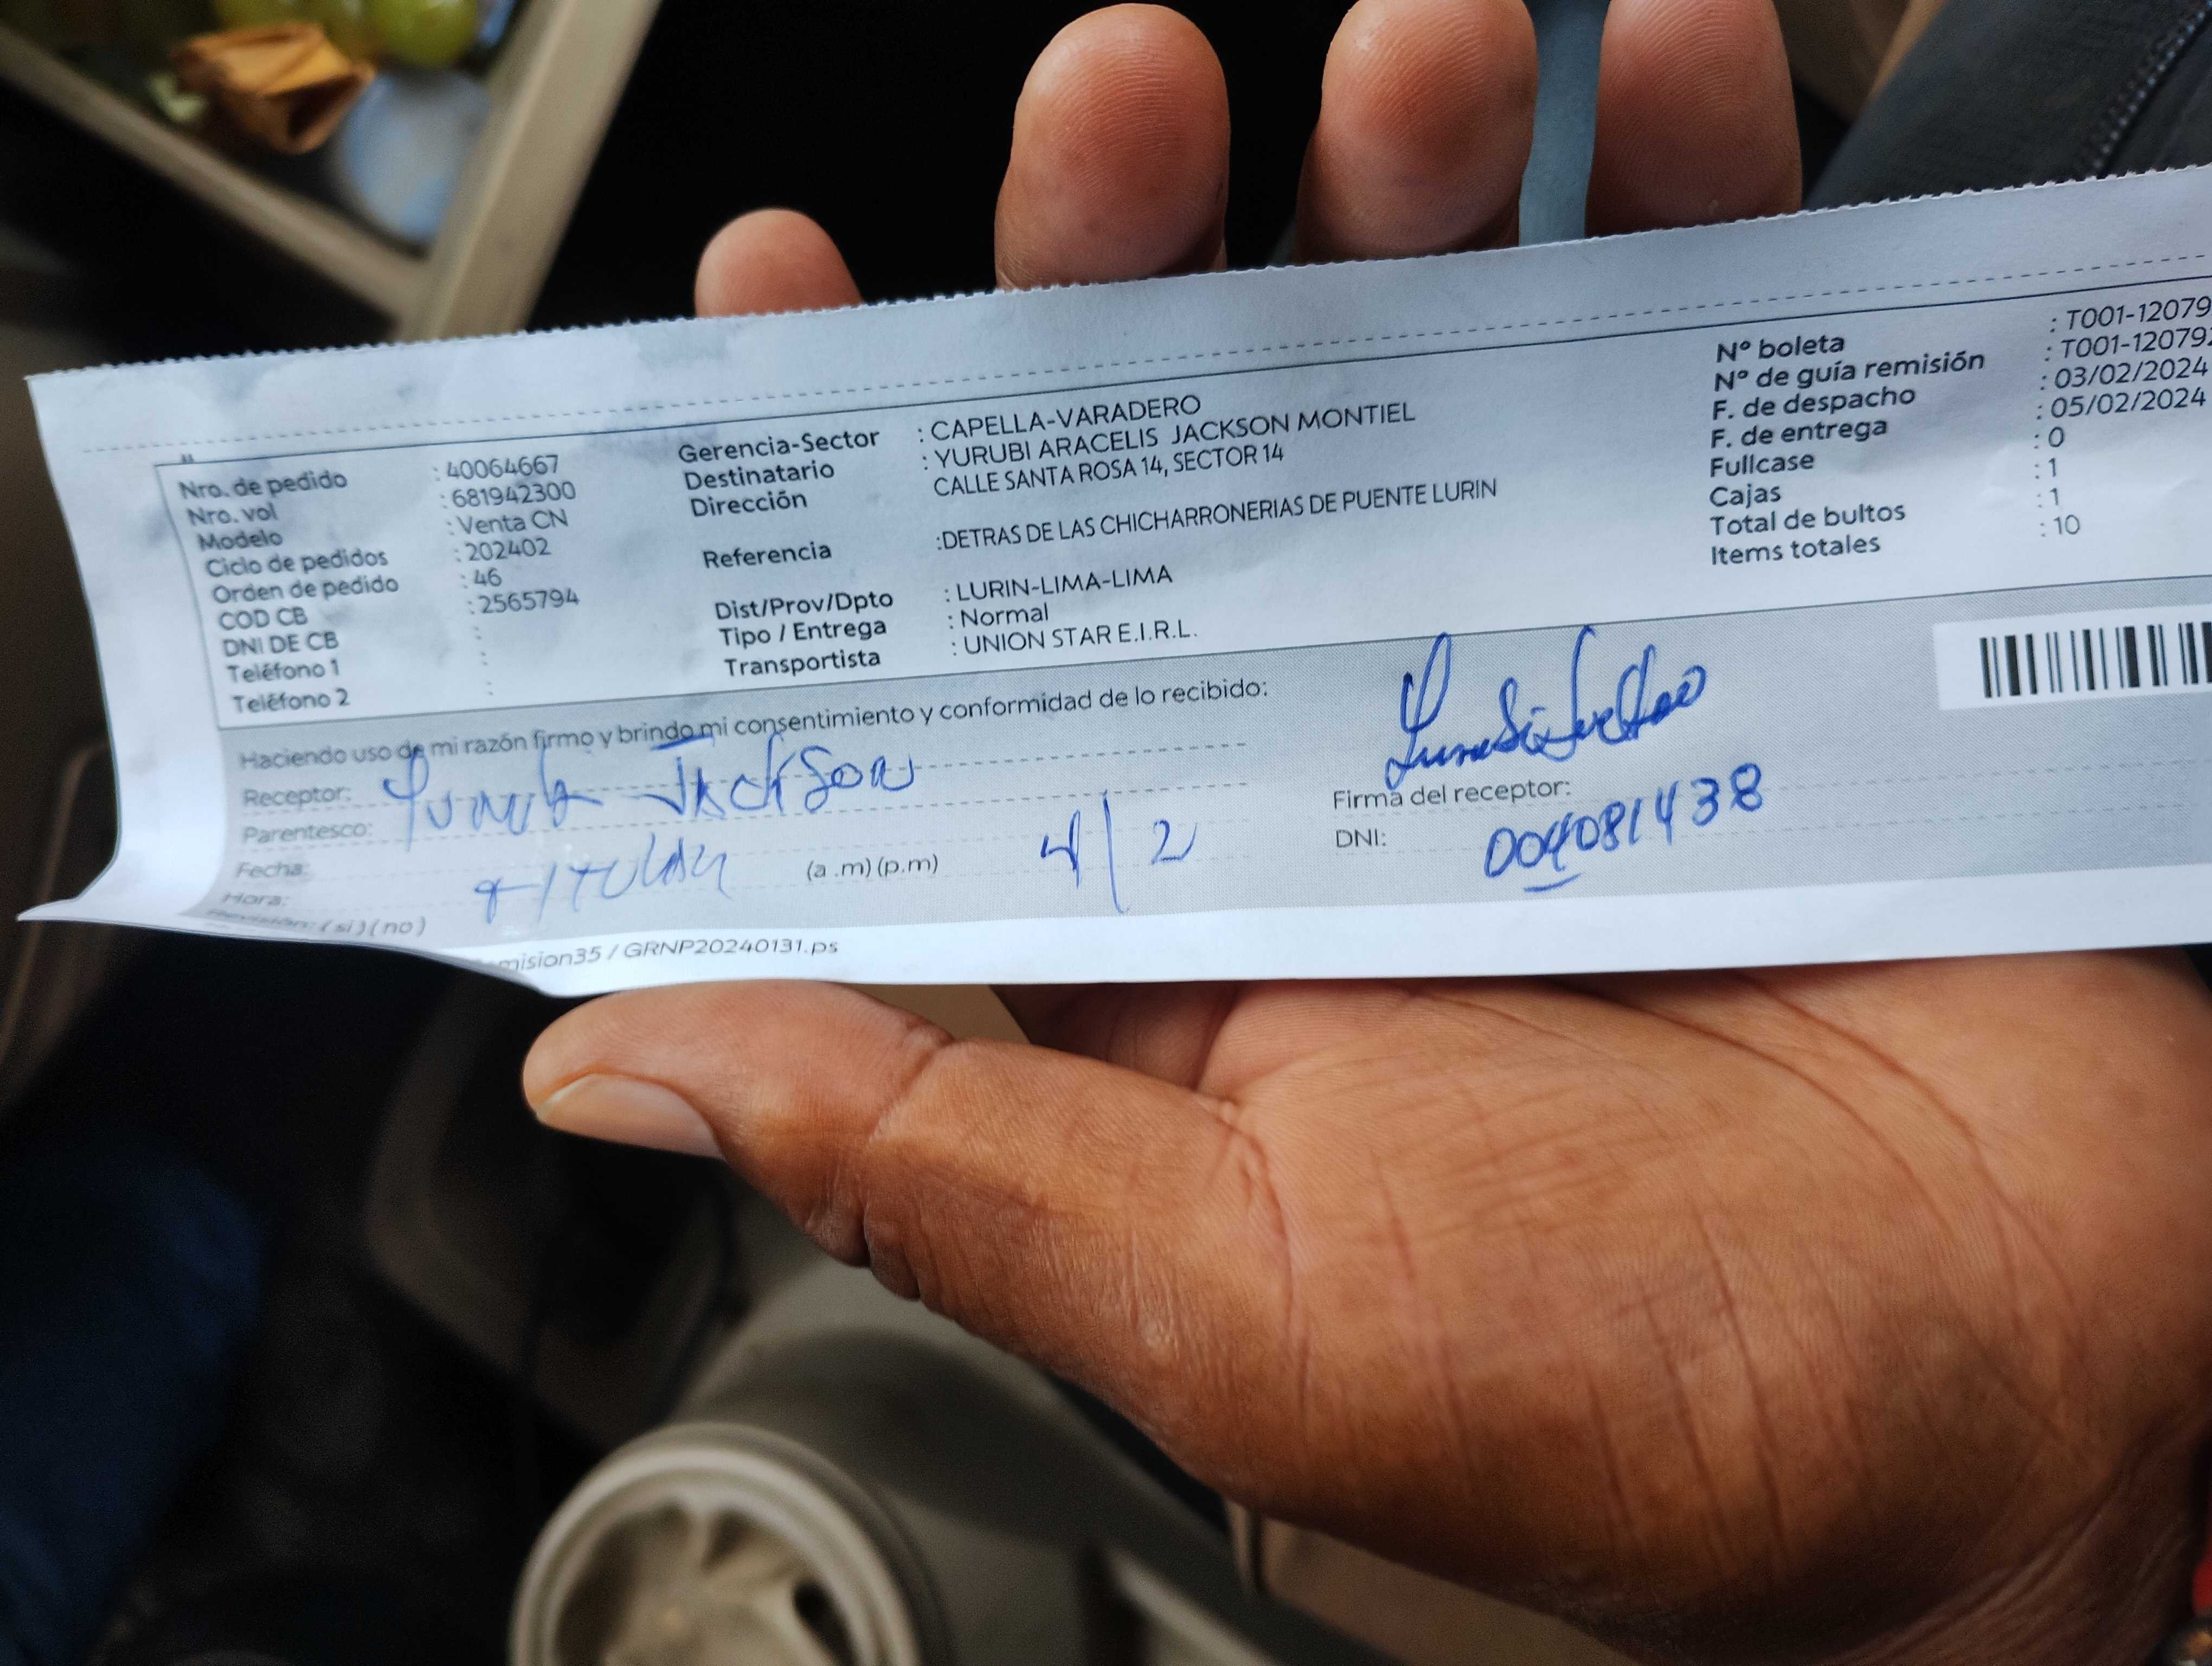 Nro. de pedido : 40064667
Nro. vol : 681942300
Modelo : Venta CN
Ciclo de pedidos : 202402
Orden de pedido : 46
COD CB : 2565794
DNI DE CB :
Teléfono 1 :
Teléfono 2 :
Gerencia-Sector : CAPELLA-VARADERO
Destinatario : YURUBI ARACELIS JACKSON MONTIEL
Dirección CALLE SANTA ROSA 14, SECTOR 14
Referencia :DETRAS DE LAS CHICHARRONERIAS DE PUENTE LURIN
Dist/Prov/Dpto : LURIN-LIMA-LIMA
Tipo / Entrega : Normal
Transportista : UNION STAR E.I.R.L.
Nº boleta : T001-12079
Nº de guía remisión : T001-12079
F. de despacho : 03/02/2024
F. de entrega : 05/02/2024
Fullcase : 0
Cajas : 1
Total de bultos : 1
Items totales : 10
Haciendo uso de mi razón firmo y brindo mi consentimiento y conformidad de lo recibido:
Receptor: Jackson
Parentesco: titular
Fecha: 4/2
Hora: (a .m) (p.m)
Revisión: (si) (no)
Firma del receptor:
DNI: 004081438
mision35 / GRNP20240131.ps